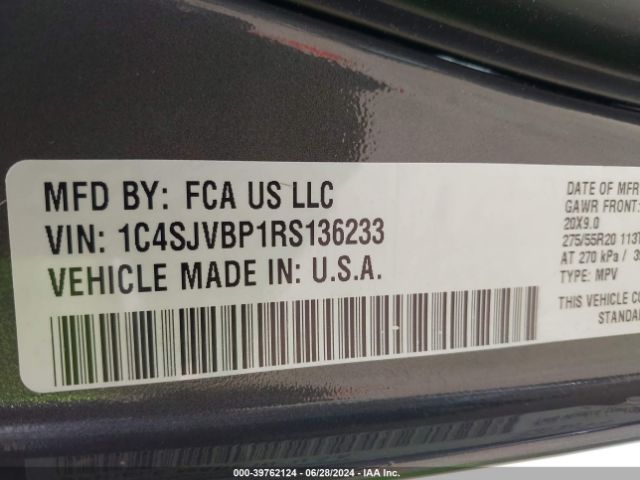 MFD BY: FCA US LLC
VIN: 1C4SJVBP1RS136233
VEHICLE MADE IN: U.S.A.
DATE OF MFR
GAWR FRONT:
20X9.0
275/55R20 113T
AT 270 kPa /
TYPE: MPV
THIS VEHICLE CO
STANDA
000-39762124 | 06/28/2024 | IAA Inc.